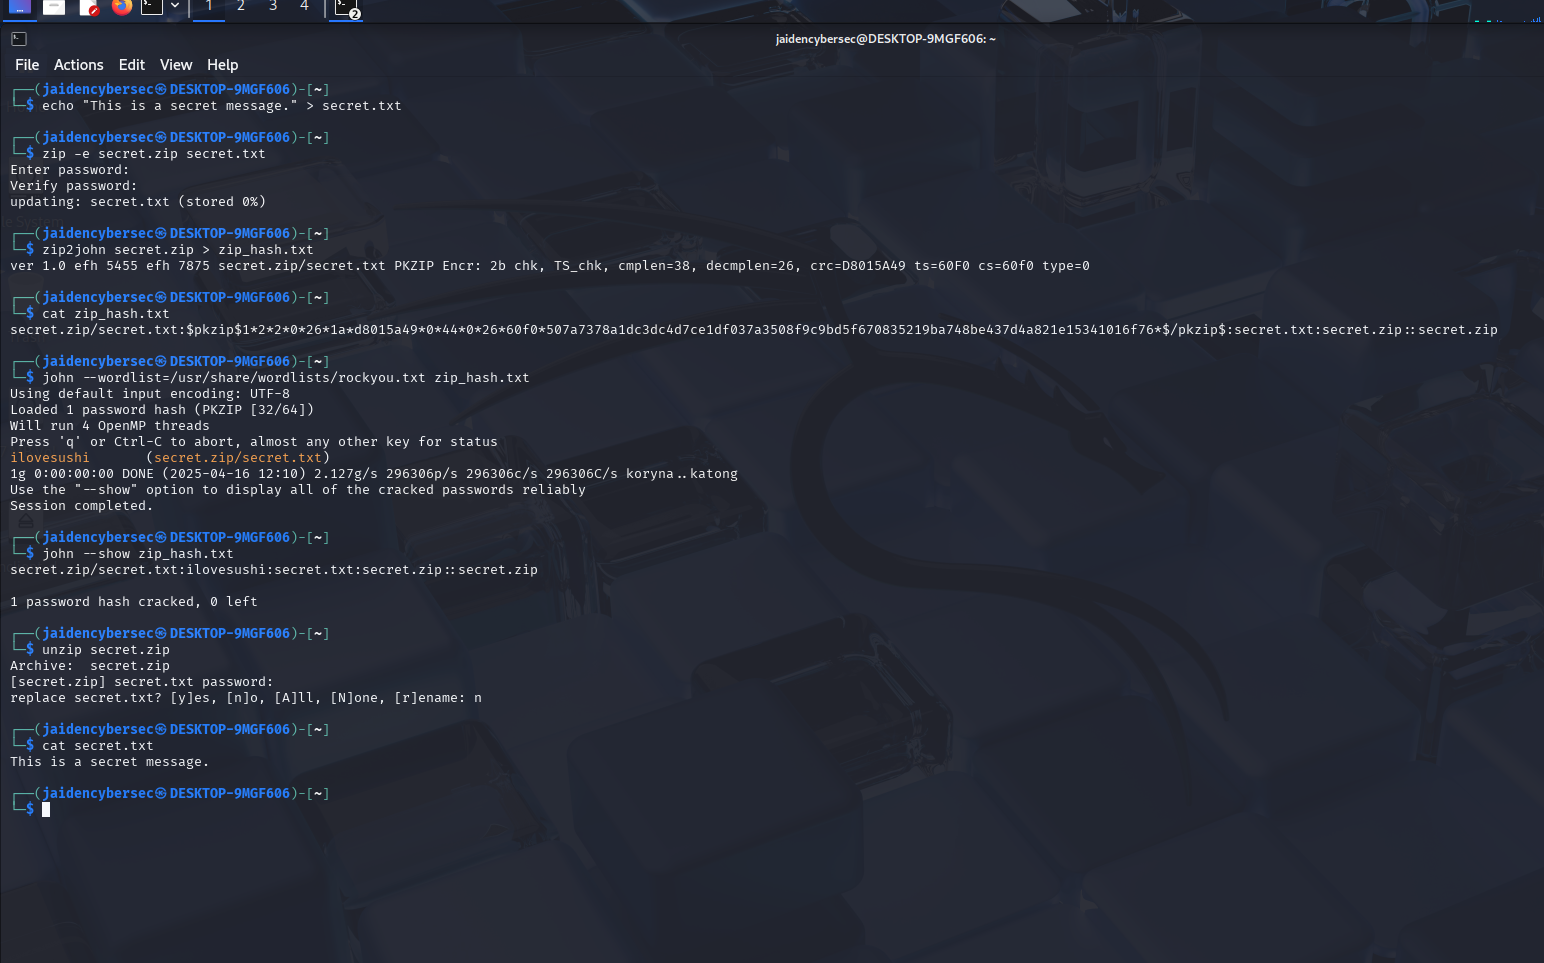 1 2 3 4 2
jaidencybersec@DESKTOP-9MGF606: ~
File Actions Edit View Help
┌──(jaidencybersec㉿DESKTOP-9MGF606)-[~]
└─$ echo "This is a secret message." > secret.txt
┌──(jaidencybersec㉿DESKTOP-9MGF606)-[~]
└─$ zip -e secret.zip secret.txt
Enter password:
Verify password:
updating: secret.txt (stored 0%)
┌──(jaidencybersec㉿DESKTOP-9MGF606)-[~]
└─$ zip2john secret.zip > zip_hash.txt
ver 1.0 efh 5455 efh 7875 secret.zip/secret.txt PKZIP Encr: 2b chk, TS_chk, cmplen=38, decmplen=26, crc=D8015A49 ts=60F0 cs=60f0 type=0
┌──(jaidencybersec㉿DESKTOP-9MGF606)-[~]
└─$ cat zip_hash.txt
secret.zip/secret.txt:$pkzip$1*2*2*0*26*1a*d8015a49*0*44*0*26*60f0*507a7378a1dc3dc4d7ce1df037a3508f9c9bd5f670835219ba748be437d4a821e15341016f76*$/pkzip$:secret.txt:secret.zip::secret.zip
┌──(jaidencybersec㉿DESKTOP-9MGF606)-[~]
└─$ john --wordlist=/usr/share/wordlists/rockyou.txt zip_hash.txt
Using default input encoding: UTF-8
Loaded 1 password hash (PKZIP [32/64])
Will run 4 OpenMP threads
Press 'q' or Ctrl-C to abort, almost any other key for status
ilovesushi       (secret.zip/secret.txt)
1g 0:00:00:00 DONE (2025-04-16 12:10) 2.127g/s 296306p/s 296306c/s 296306C/s koryna..katong
Use the "--show" option to display all of the cracked passwords reliably
Session completed.
┌──(jaidencybersec㉿DESKTOP-9MGF606)-[~]
└─$ john --show zip_hash.txt
secret.zip/secret.txt:ilovesushi:secret.txt:secret.zip::secret.zip
1 password hash cracked, 0 left
┌──(jaidencybersec㉿DESKTOP-9MGF606)-[~]
└─$ unzip secret.zip
Archive:  secret.zip
[secret.zip] secret.txt password:
replace secret.txt? [y]es, [n]o, [A]ll, [N]one, [r]ename: n
┌──(jaidencybersec㉿DESKTOP-9MGF606)-[~]
└─$ cat secret.txt
This is a secret message.
┌──(jaidencybersec㉿DESKTOP-9MGF606)-[~]
└─$